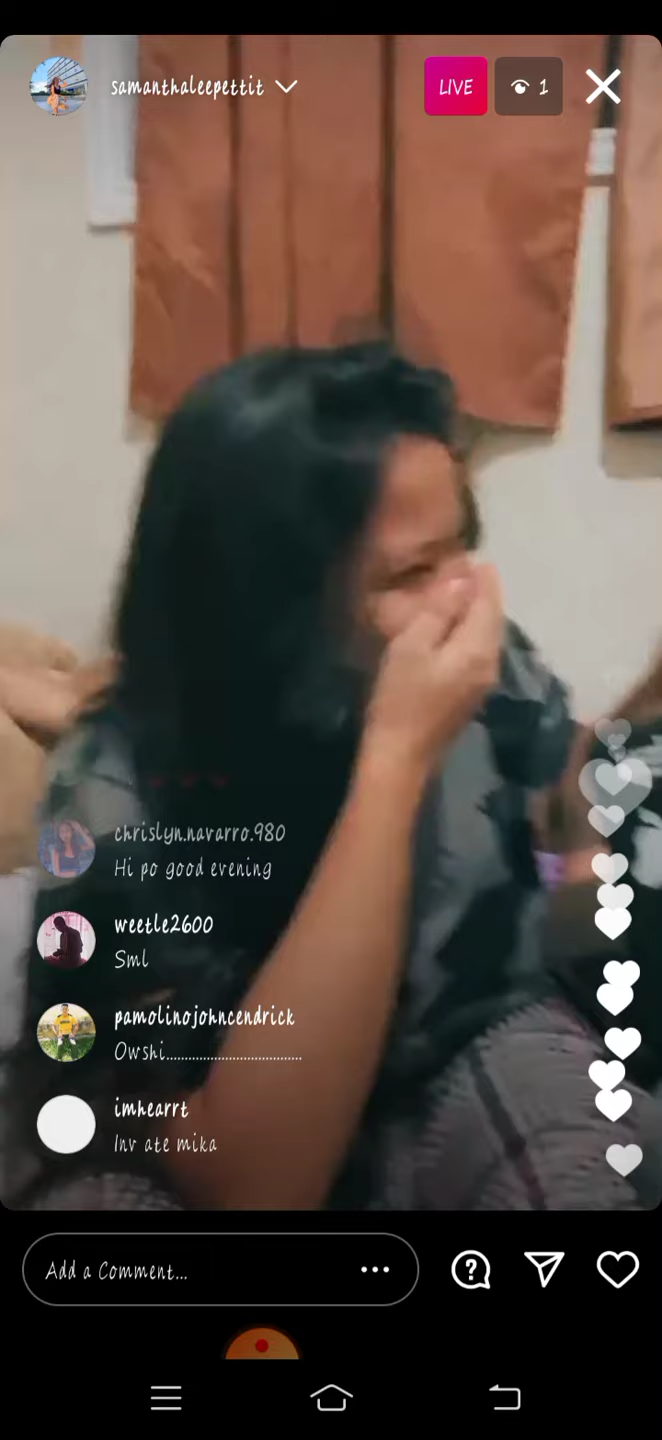 samanthaleepettit
LIVE
1
chrislyn.navarro.980
Hi po good evening
weetle2600
Sml
pamolinojohncendrick
Owshi.....................................
imhearrt
Inv ate mika
Add a Comment...